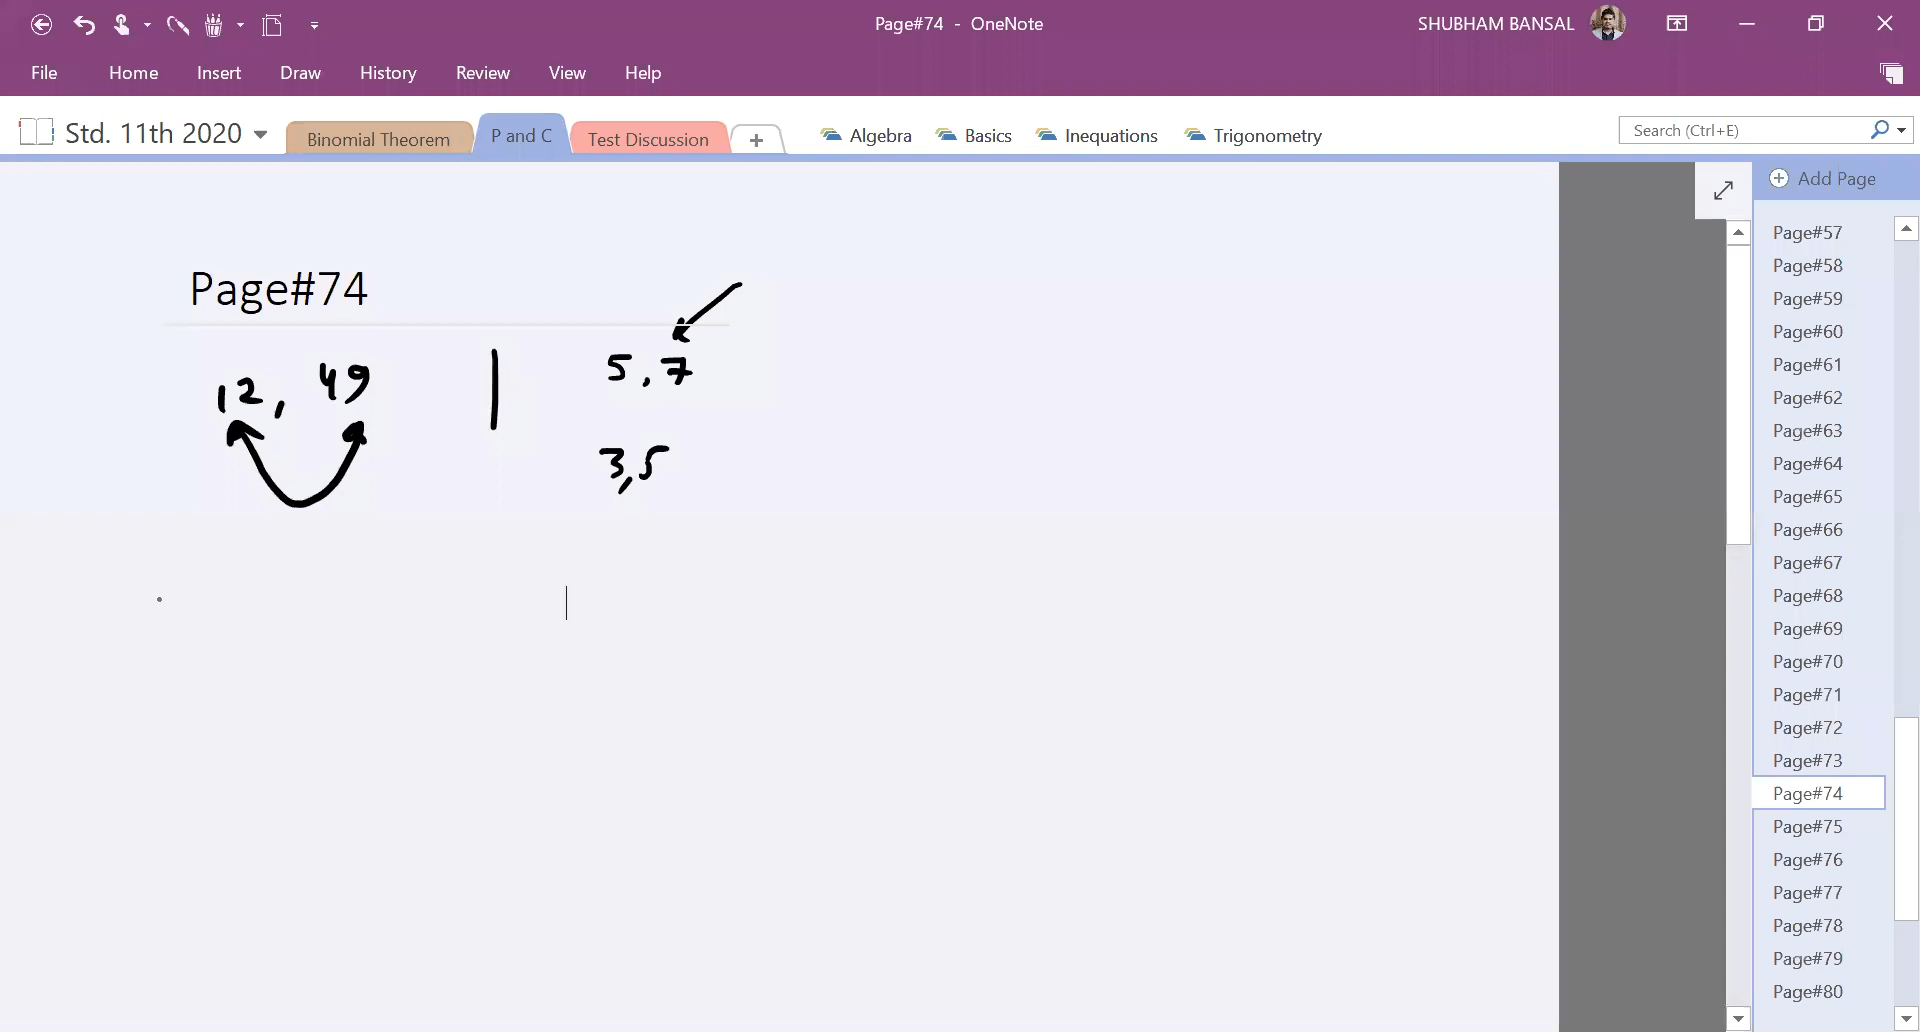 Page#74 - OneNote
SHUBHAM BANSAL
File Home Insert Draw History Review View Help
Std. 11th 2020
Binomial Theorem
P and C
Test Discussion
Algebra
Basics
Inequations
Trigonometry
Search (Ctrl+E)
Add Page
Page#74
12, 49
5, 7
3,5
Page#57
Page#58
Page#59
Page#60
Page#61
Page#62
Page#63
Page#64
Page#65
Page#66
Page#67
Page#68
Page#69
Page#70
Page#71
Page#72
Page#73
Page#74
Page#75
Page#76
Page#77
Page#78
Page#79
Page#80